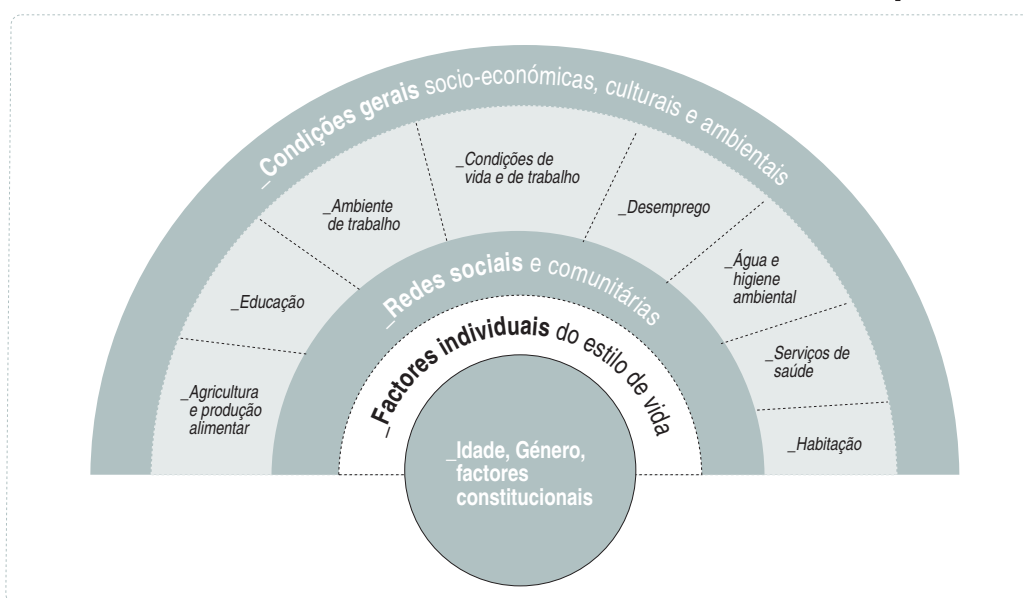 _Condições gerais socio-económicas, culturais e ambientais
_Condições de
vida e de trabalho
_Ambiente
de trabalho
_Desemprego
_Educação
_Água e
higiene
ambiental
_Agricultura
e produção
alimentar
_Serviços de
saúde
_Habitação
_Redes sociais e comunitárias
_Factores individuais do estilo de vida
_Idade, Género,
factores
constitucionais